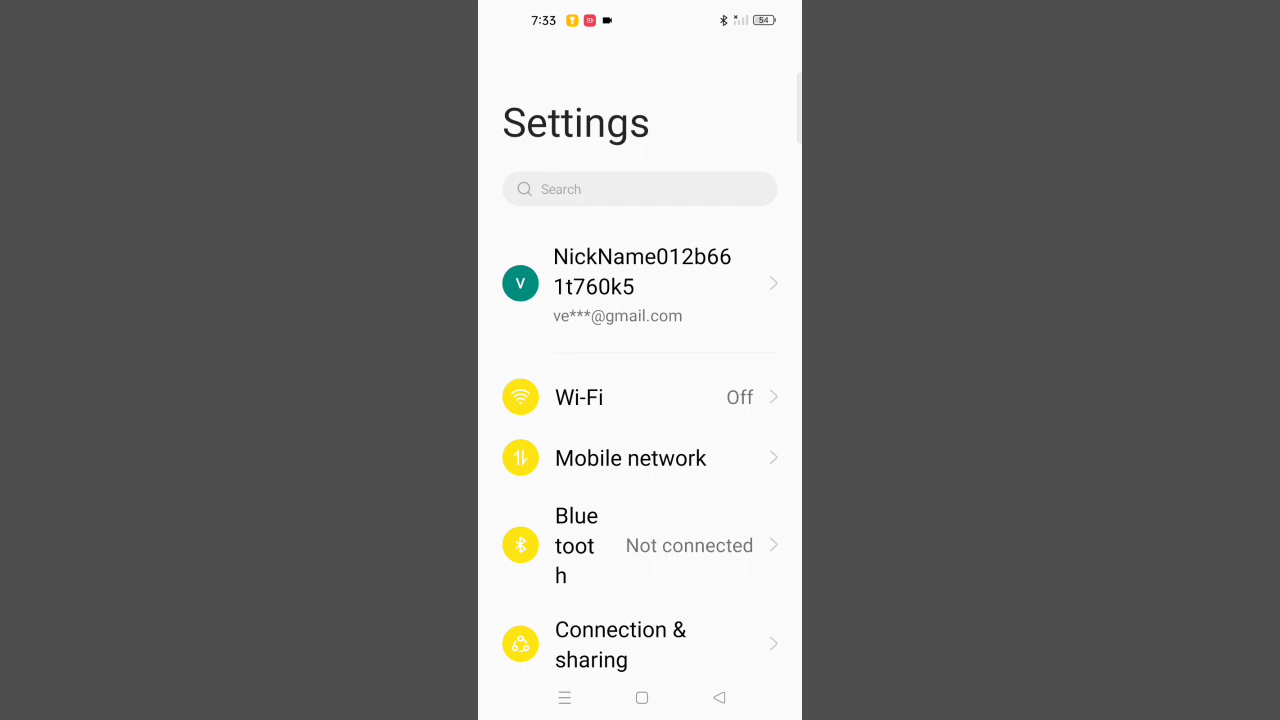 7:33
54
Settings
Search
V
NickName012b66
1t760k5
ve***@gmail.com
Wi-Fi Off
Mobile network
Blue
toot Not connected
h
Connection &
sharing